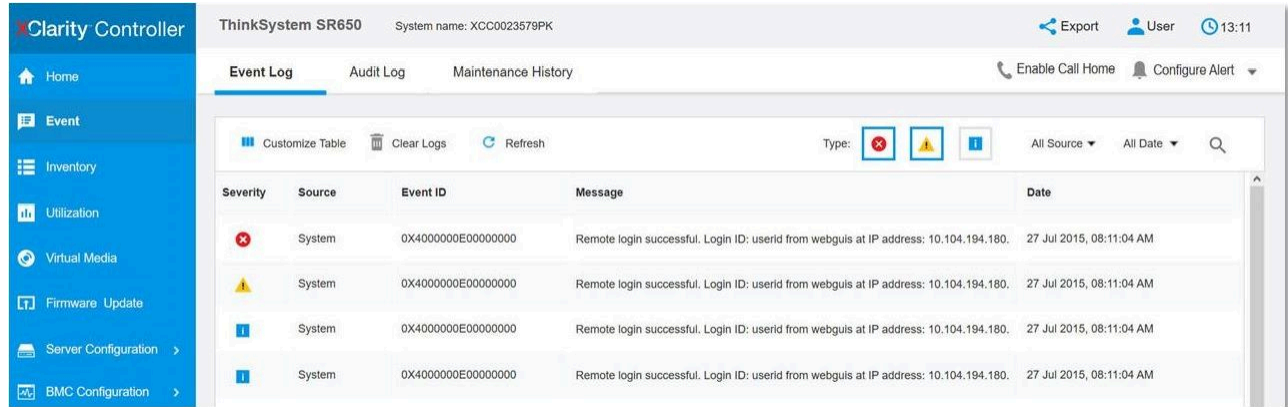 XClarity Controller
ThinkSystem SR650 System name: XCC0023579PK Export User 13:11
Home
Event Log Audit Log Maintenance History Enable Call Home Configure Alert
Event
Customize Table Clear Logs Refresh Type: All Source All Date
Inventory
Severity Source Event ID Message Date
Utilization
System 0X4000000E00000000 Remote login successful. Login ID: userid from webguis at IP address: 10.104.194.180. 27 Jul 2015, 08:11:04 AM
Virtual Media
System 0X4000000E00000000 Remote login successful. Login ID: userid from webguis at IP address: 10.104.194.180. 27 Jul 2015, 08:11:04 AM
Firmware Update
System 0X4000000E00000000 Remote login successful. Login ID: userid from webguis at IP address: 10.104.194.180. 27 Jul 2015, 08:11:04 AM
Server Configuration
System 0X4000000E00000000 Remote login successful. Login ID: userid from webguis at IP address: 10.104.194.180. 27 Jul 2015, 08:11:04 AM
BMC Configuration